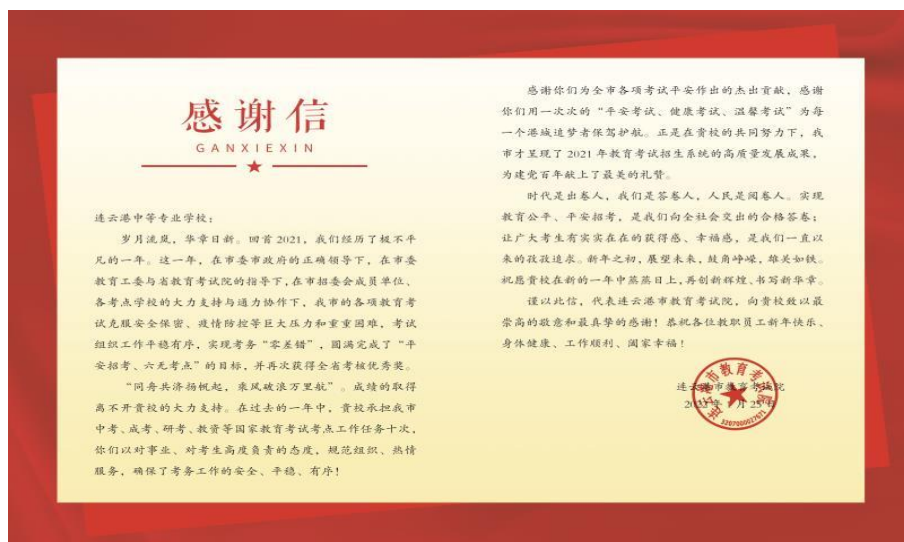 感谢信
GANXIEXIN
连云港中等专业学校：
岁月流岚，华章日新。回首 2021，我们经历了极不平
凡的一年。这一年，在市委市政府的正确领导下，在市委
教育工委与省教育考试院的指导下，在市招委会成员单位、
各考点学校的大力支持与通力协作下，我市的各项教育考
试克服安全保密、疫情防控等巨大压力和重重困难，考试
组织工作平稳有序，实现考务“零差错”，圆满完成了“平
安招考、六无考点”的目标，并再次获得全省考核优秀奖。
“同舟共济扬帆起，乘风破浪万里航”。成绩的取得
离不开贵校的大力支持。在过去的一年中，贵校承担我市
中考、成考、研考、教资等国家教育考试考点工作任务十次，
你们以对事业、对考生高度负责的态度，规范组织、热情
服务，确保了考务工作的安全、平稳、有序！
感谢你们为全市各项考试平安作出的杰出贡献，感谢
你们用一次次的“平安考试、健康考试、温馨考试”为每
一个港城追梦者保驾护航。正是在贵校的共同努力下，我
市才呈现了 2021 年教育考试招生系统的高质量发展成果，
为建党百年献上了最美的礼赞。
时代是出卷人，我们是答卷人，人民是阅卷人。实现
教育公平、平安招考，是我们向全社会交出的合格答卷；
让广大考生有实实在在的获得感、幸福感，是我们一直以
来的孜孜追求。新年之初，展望未来，鼓角峥嵘，雄关如铁。
祝愿贵校在新的一年中蒸蒸日上，再创新辉煌、书写新华章。
谨以此信，代表连云港市教育考试院，向贵校致以最
崇高的敬意和最真挚的感谢！恭祝各位教职员工新年快乐、
身体健康、工作顺利、阖家幸福！
连云港市教育考试院
2022 年 1 月 25 日
连云港市教育考试院
3207000027671